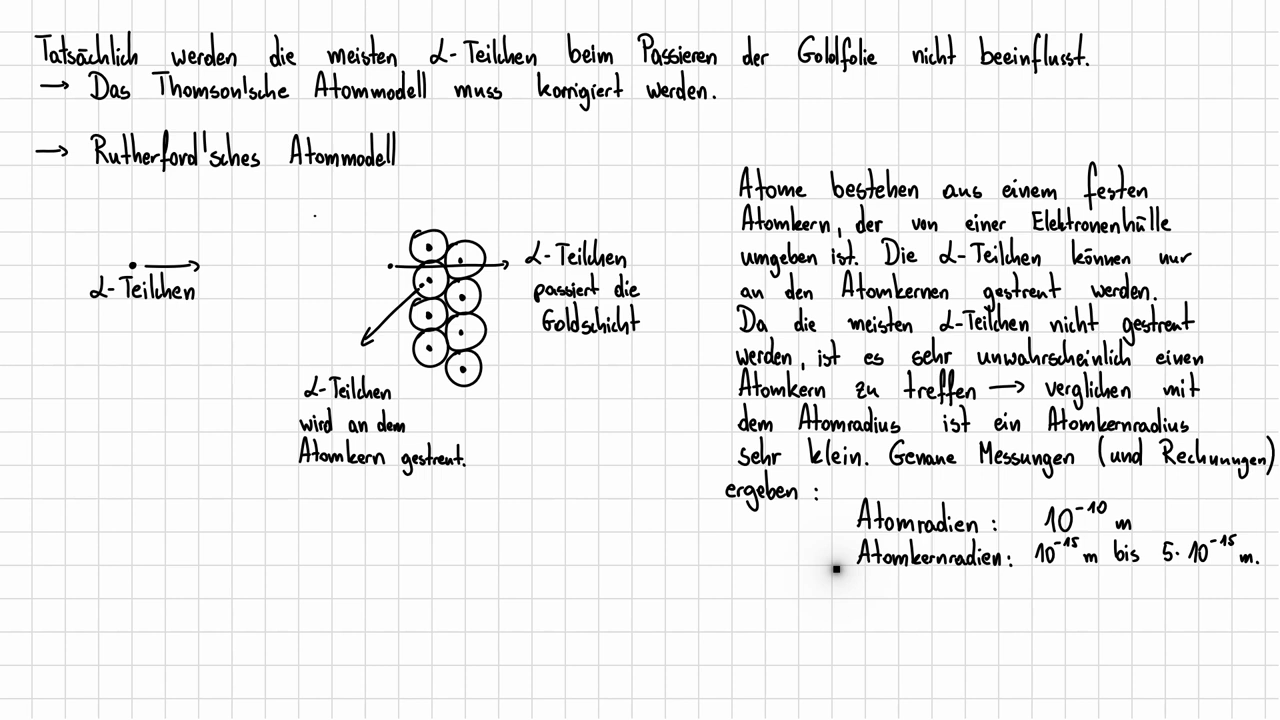 Tatsächlich werden die meisten α-Teilchen beim Passieren der Goldfolie nicht beeinflusst.
→ Das Thomson'sche Atommodell muss korrigiert werden.
→ Rutherford'sches Atommodell
α-Teilchen
α-Teilchen
passiert die
Goldschicht
α-Teilchen
wird an dem
Atomkern gestreut.
Atome bestehen aus einem festen
Atomkern, der von einer Elektronenhülle
umgeben ist. Die α-Teilchen können nur
an den Atomkernen gestreut werden.
Da die meisten α-Teilchen nicht gestreut
werden, ist es sehr unwahrscheinlich einen
Atomkern zu treffen → verglichen mit
dem Atomradius ist ein Atomkernradius
sehr klein. Genaue Messungen (und Rechnungen)
ergeben :
Atomradien : 10⁻¹⁰ m
Atomkernradien: 10⁻¹⁵ m bis 5·10⁻¹⁵ m.